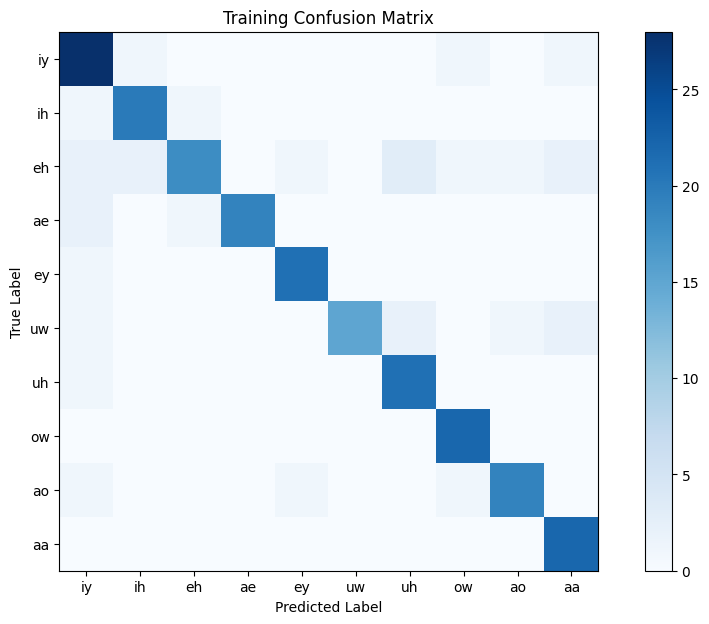 Training Confusion Matrix
True Label
iy
ih
eh
ae
ey
uw
uh
ow
ao
aa
iy ih eh ae ey uw uh ow ao aa
Predicted Label
25
20
15
10
5
0